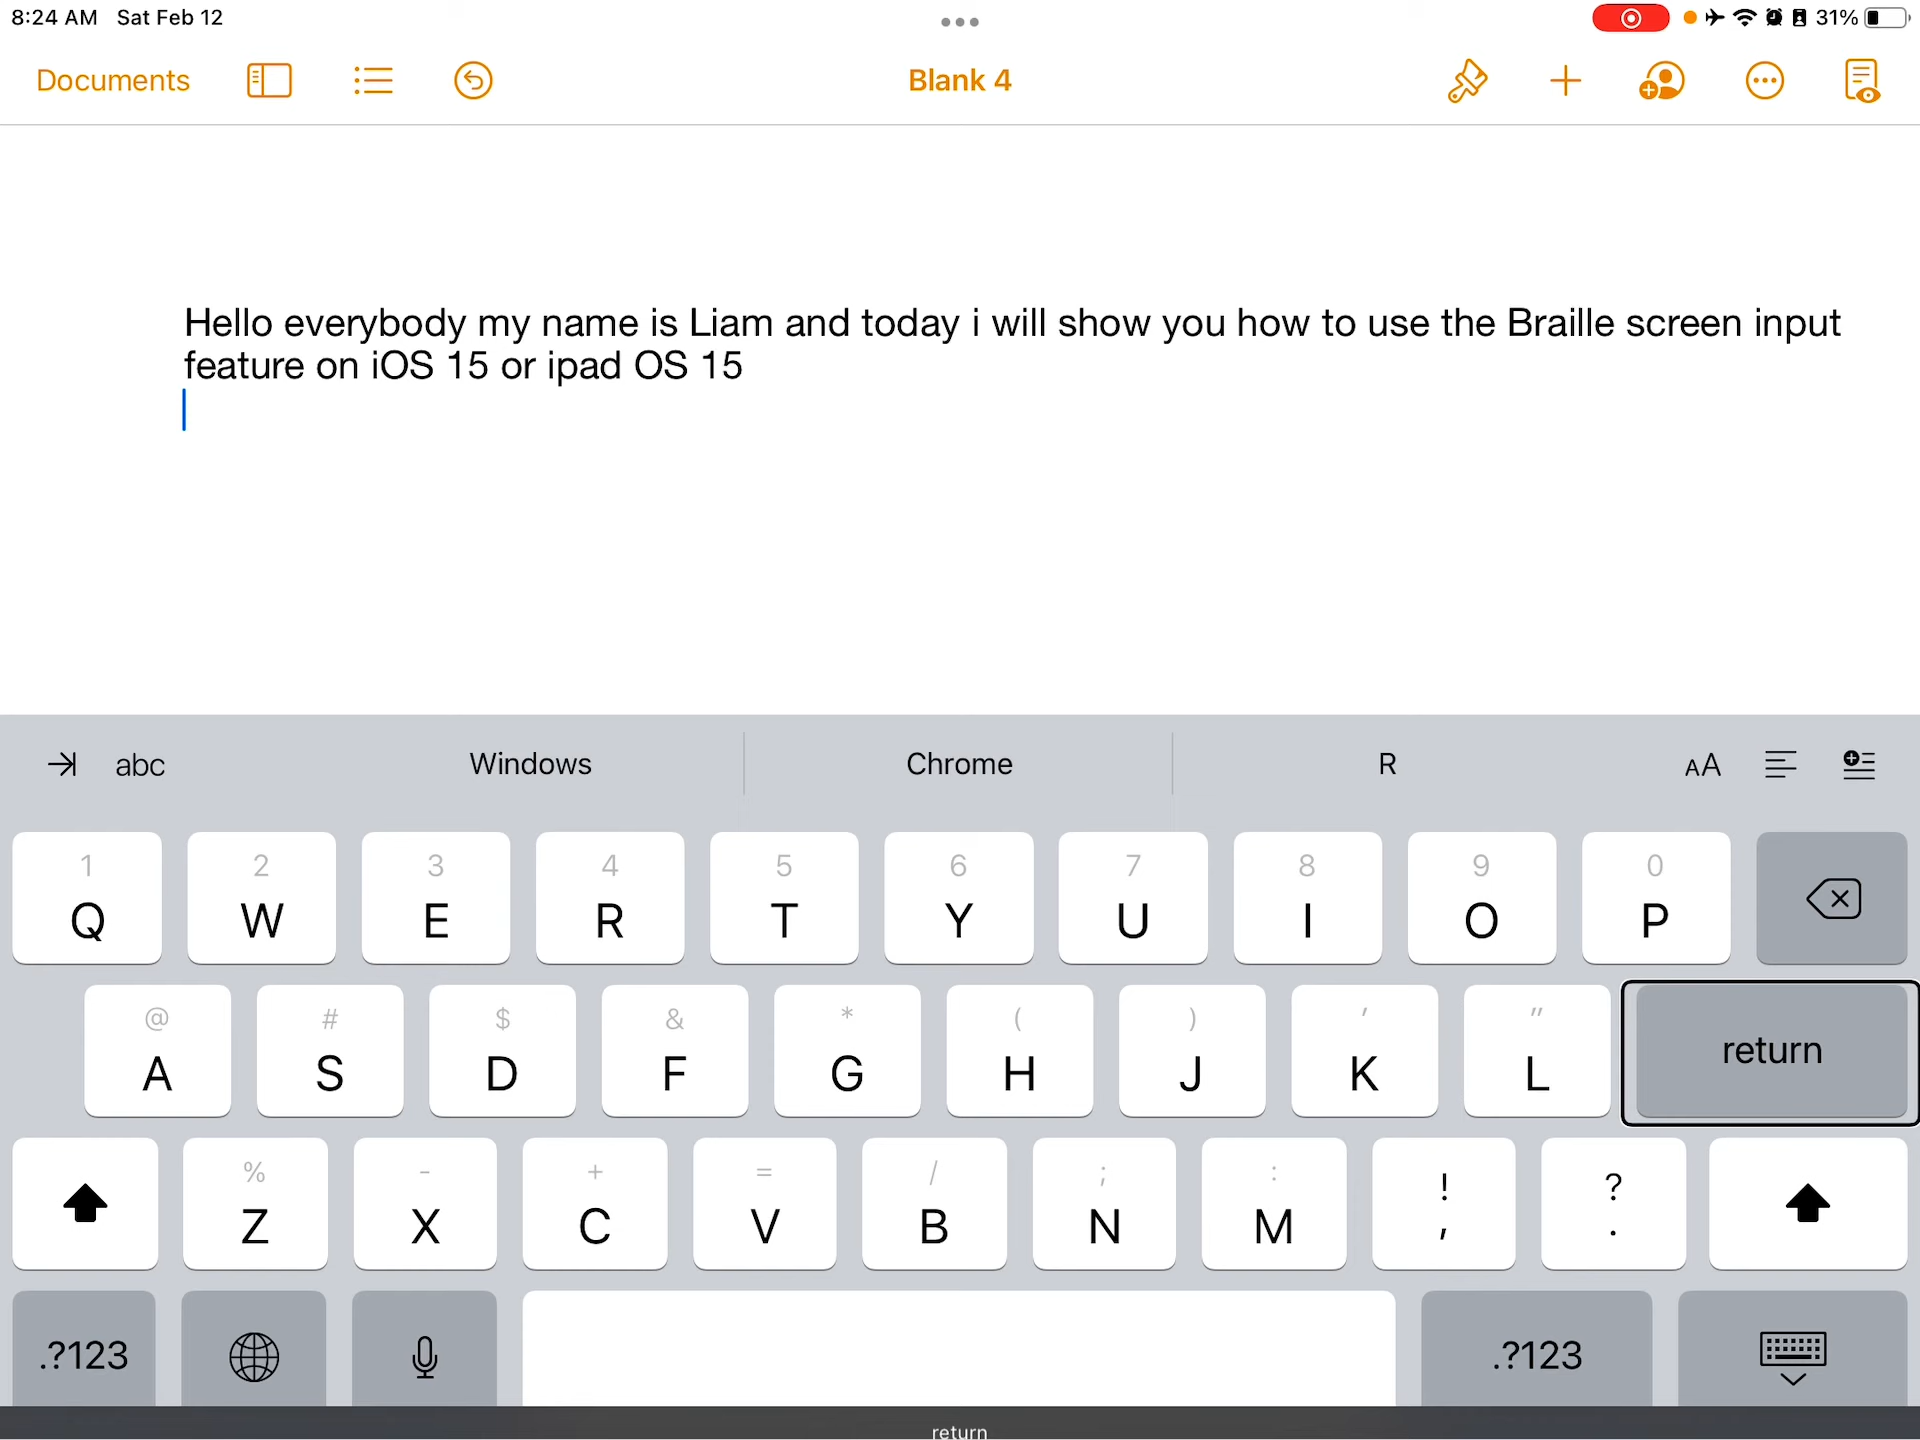 8:24 AM Sat Feb 12
31%
Documents
Blank 4
Hello everybody my name is Liam and today i will show you how to use the Braille screen input
feature on iOS 15 or ipad OS 15
abc Windows Chrome R AA
1 2 3 4 5 6 7 8 9 0
Q W E R T Y U I O P
@ # $ & * ( ) ' "
A S D F G H J K L return
% - + = / ; : ! ?
Z X C V B N M , .
.?123 .?123
return